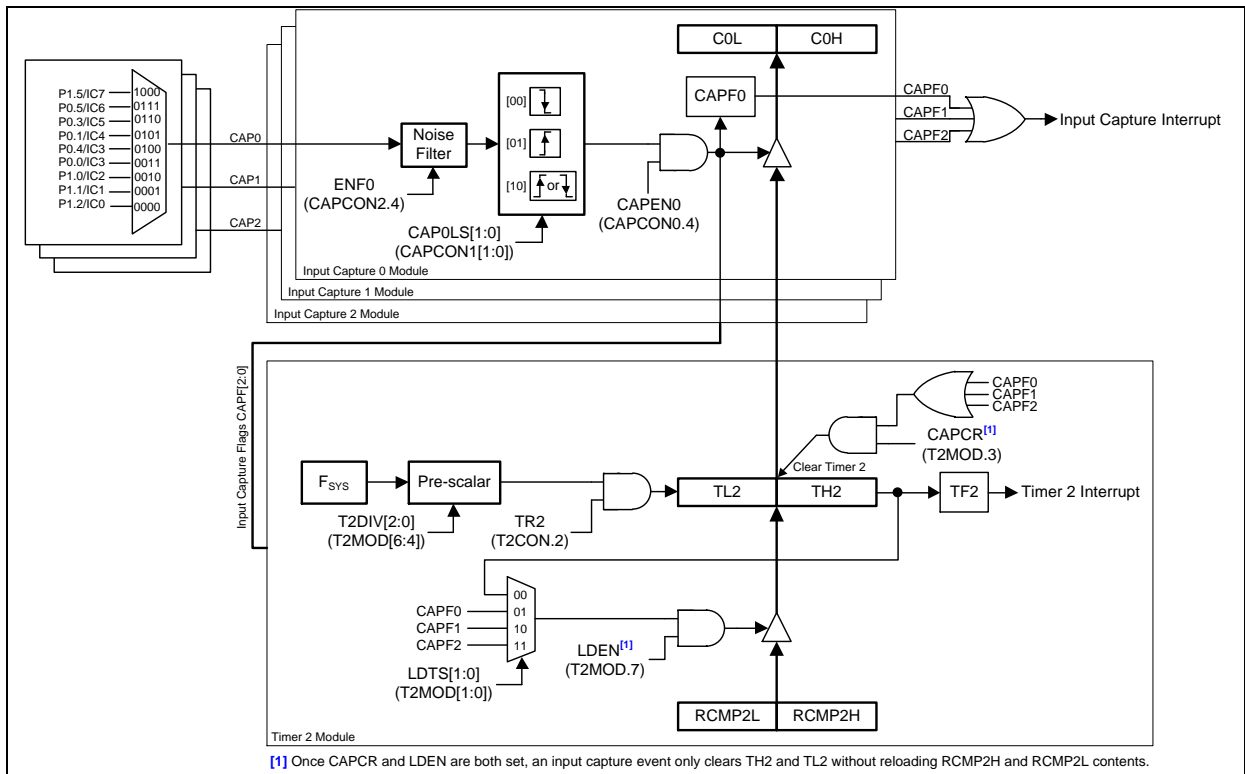 C0L C0H
P1.5/IC7 1000
P0.5/IC6 0111
P0.3/IC5 0110
P0.1/IC4 0101
P0.4/IC3 0100
P0.0/IC3 0011
P1.0/IC2 0010
P1.1/IC1 0001
P1.2/IC0 0000
CAP0
CAP1
CAP2
Noise
Filter
ENF0
(CAPCON2.4)
[00]
[01]
[10] or
CAP0LS[1:0]
(CAPCON1[1:0])
CAPEN0
(CAPCON0.4)
CAPF0
CAPF0
CAPF1
CAPF2
Input Capture Interrupt
Input Capture 0 Module
Input Capture 1 Module
Input Capture 2 Module
Input Capture Flags CAPF[2:0]
CAPF0
CAPF1
CAPF2
CAPCR[1]
(T2MOD.3)
Clear Timer 2
FSYS
Pre-scalar
T2DIV[2:0]
(T2MOD[6:4])
TR2
(T2CON.2)
TL2 TH2
TF2
Timer 2 Interrupt
00
CAPF0 01
CAPF1 10
CAPF2 11
LDTS[1:0]
(T2MOD[1:0])
LDEN[1]
(T2MOD.7)
RCMP2L RCMP2H
Timer 2 Module
[1] Once CAPCR and LDEN are both set, an input capture event only clears TH2 and TL2 without reloading RCMP2H and RCMP2L contents.